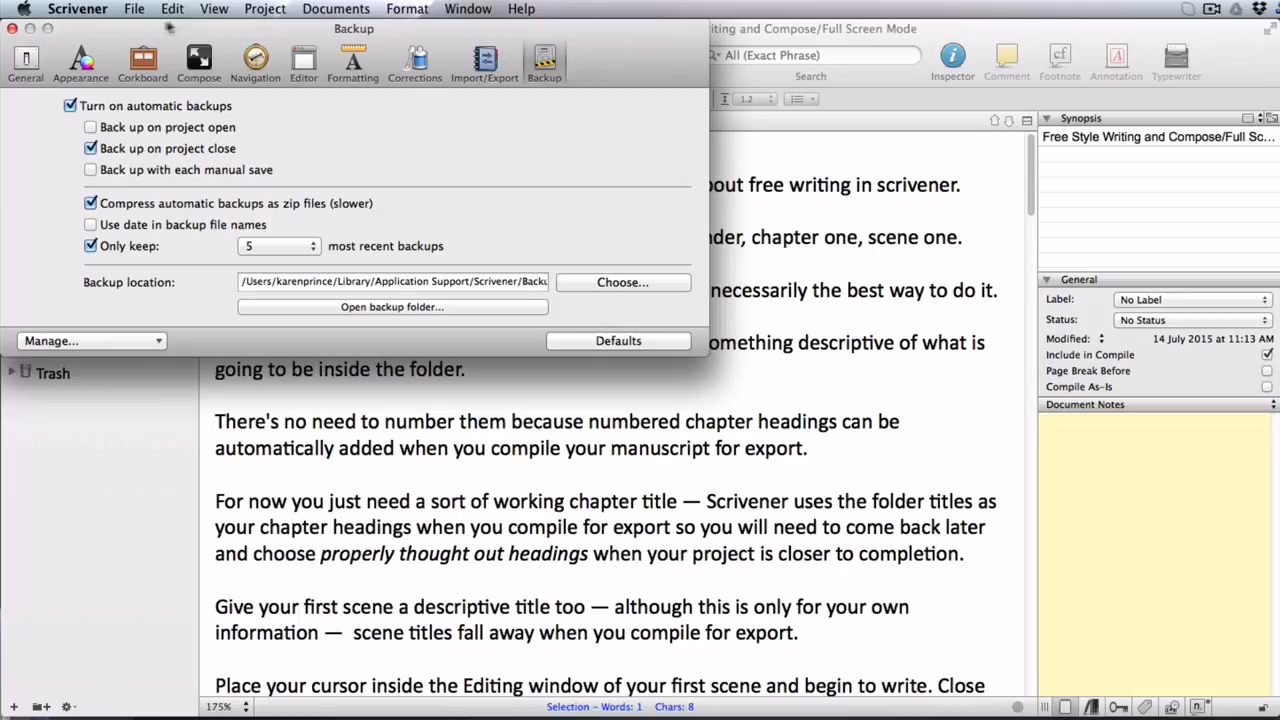 Scrivener File Edit View Project Documents Format Window Help
Backup
riting and Compose/Full Screen Mode
General Appearance Corkboard Compose Navigation Editor Formatting Corrections Import/Export Backup
All (Exact Phrase)
Search
Inspector Comment Footnote Annotation Typewriter
1.2
Turn on automatic backups
Back up on project open
Back up on project close
Back up with each manual save
Compress automatic backups as zip files (slower)
Use date in backup file names
Only keep: 5 most recent backups
Backup location: /Users/karenprince/Library/Application Support/Scrivener/Backu Choose...
Open backup folder...
Manage... Defaults
Trash
out free writing in scrivener.
der, chapter one, scene one.
necessarily the best way to do it.
omething descriptive of what is
going to be inside the folder.
There's no need to number them because numbered chapter headings can be
automatically added when you compile your manuscript for export.
For now you just need a sort of working chapter title — Scrivener uses the folder titles as
your chapter headings when you compile for export so you will need to come back later
and choose properly thought out headings when your project is closer to completion.
Give your first scene a descriptive title too — although this is only for your own
information — scene titles fall away when you compile for export.
Place your cursor inside the Editing window of your first scene and begin to write. Close
175%
Selection - Words: 1 Chars: 8
Synopsis
Free Style Writing and Compose/Full Sc...
General
Label: No Label
Status: No Status
Modified: 14 July 2015 at 11:13 AM
Include in Compile
Page Break Before
Compile As-Is
Document Notes